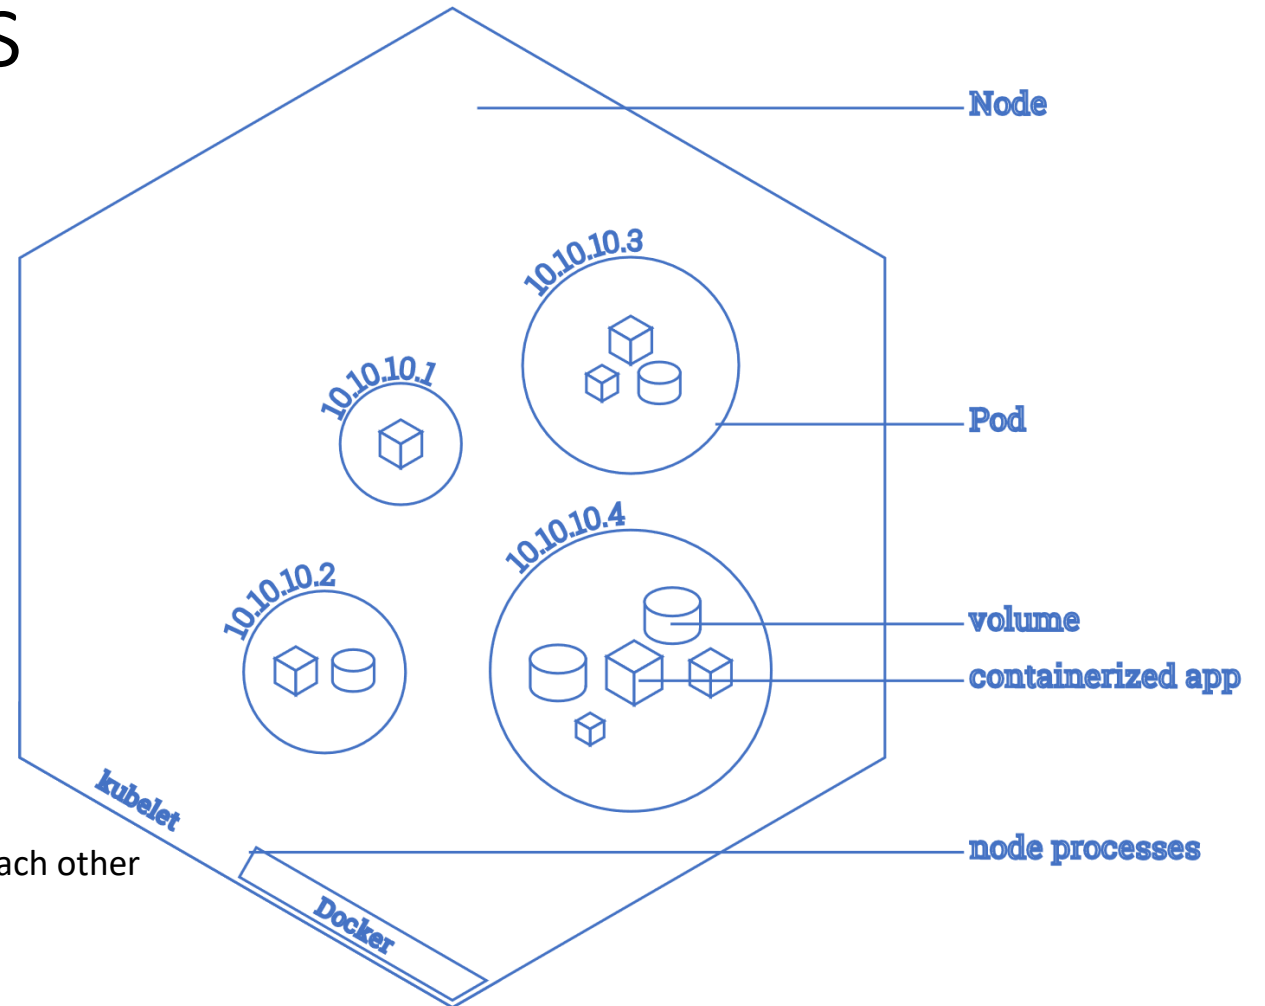 s
Node
10.10.10.3
10.10.10.1
Pod
10.10.10.4
10.10.10.2
volume
containerized app
kubelet
node processes
ach other
Docker